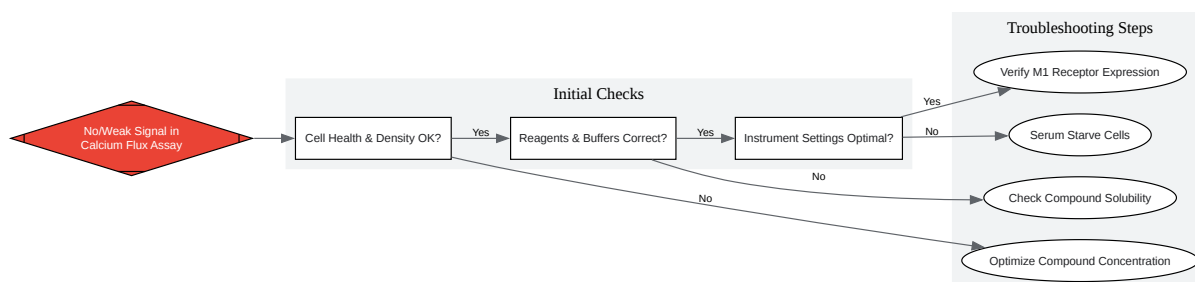 Troubleshooting Steps
Initial Checks
No/Weak Signal in
Calcium Flux Assay
Cell Health & Density OK?
Yes
Reagents & Buffers Correct?
Yes
Instrument Settings Optimal?
Yes
No
No
No
Verify M1 Receptor Expression
Serum Starve Cells
Check Compound Solubility
Optimize Compound Concentration